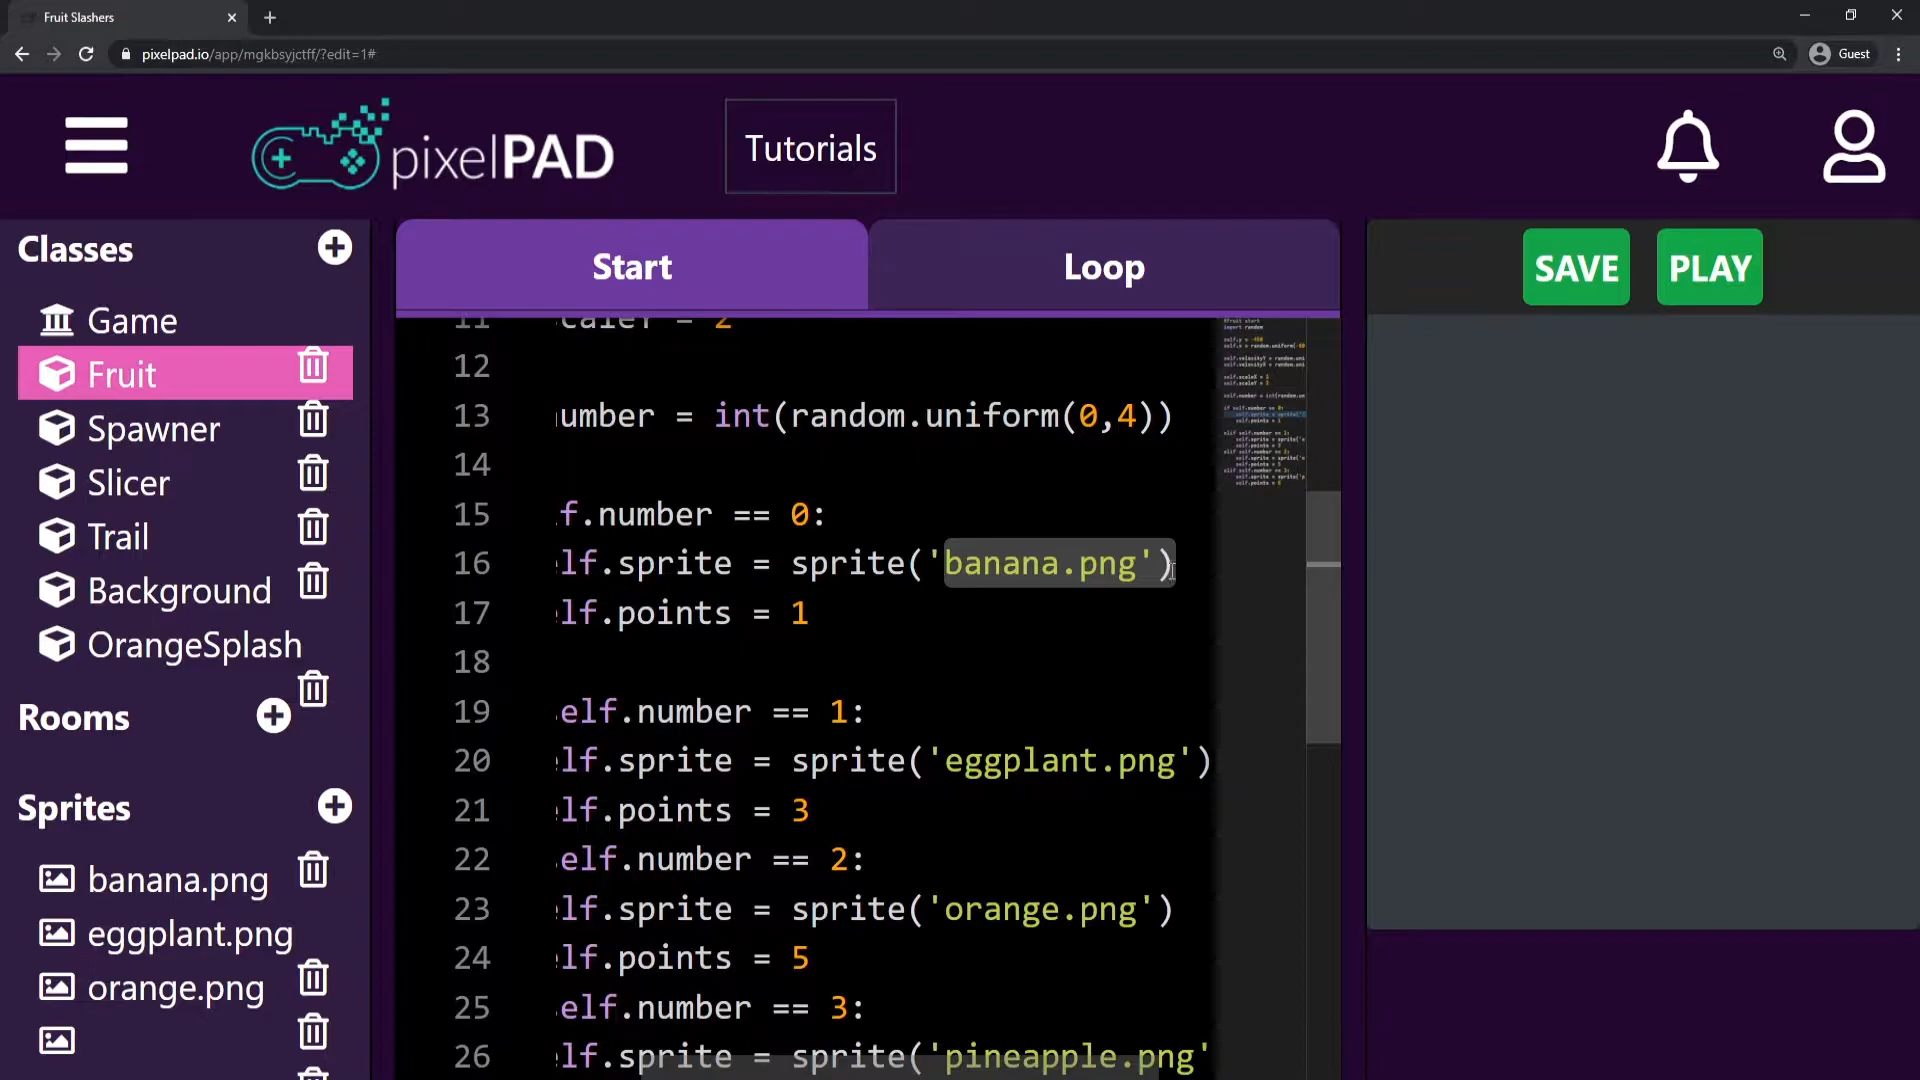 Fruit Slashers
pixelpad.io/app/mgkbsyjctff/?edit=1#
Guest
pixelPAD
Tutorials
Classes
Game
Fruit
Spawner
Slicer
Trail
Background
OrangeSplash
Rooms
Sprites
banana.png
eggplant.png
orange.png
Start
Loop
SAVE
PLAY
11 = 2
12
13 umber = int(random.uniform(0,4))
14
15 f.number == 0:
16 lf.sprite = sprite('banana.png')
17 lf.points = 1
18
19 elf.number == 1:
20 lf.sprite = sprite('eggplant.png')
21 lf.points = 3
22 elf.number == 2:
23 lf.sprite = sprite('orange.png')
24 lf.points = 5
25 elf.number == 3:
26 lf.sprite = sprite('pineapple.png'